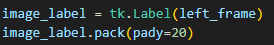 image_label = tk.Label(left_frame)
image_label.pack(pady=20)